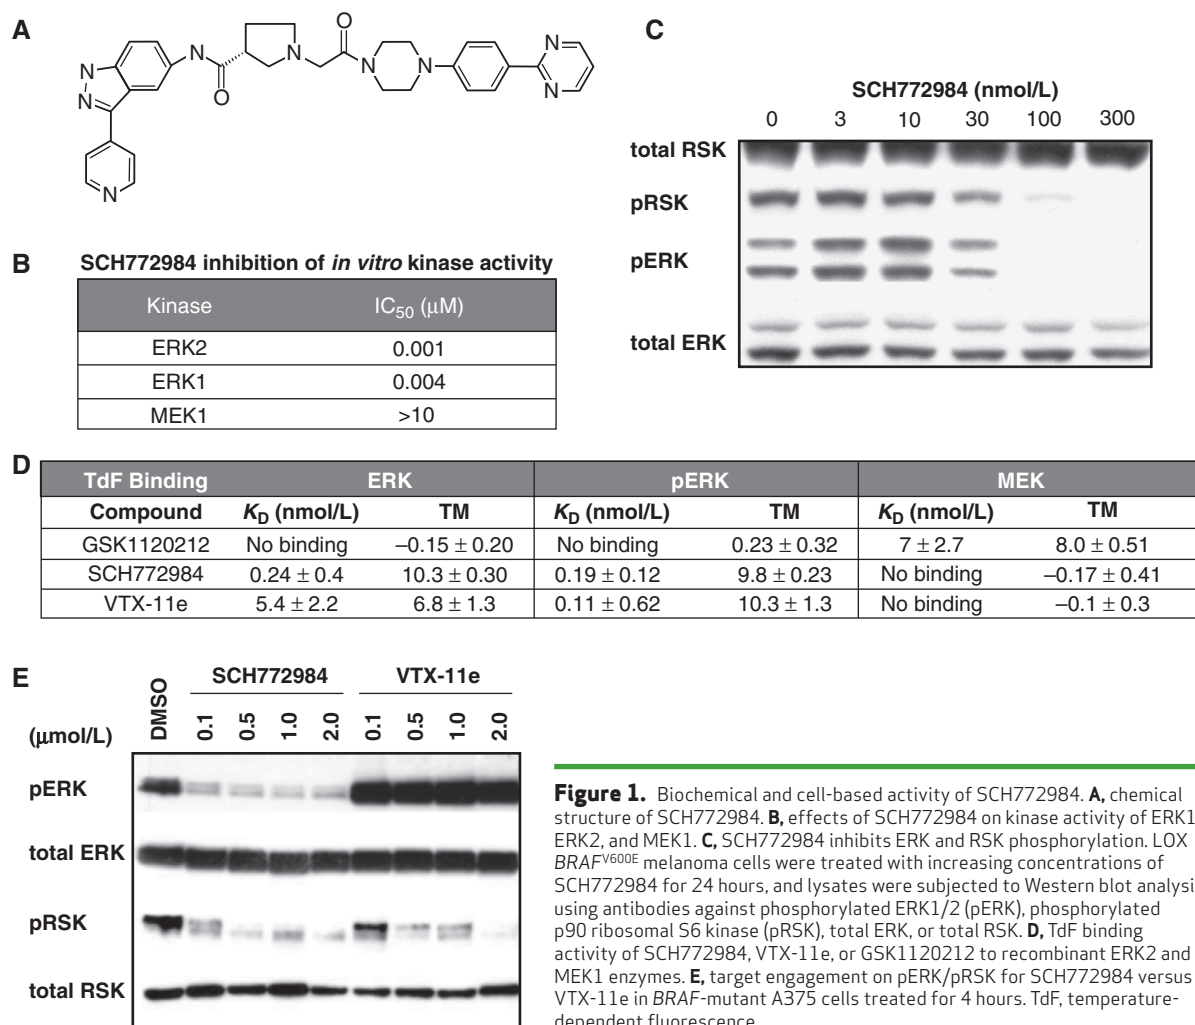 A
N
O
N
N
N
O
N
N
N
N
N
O
N
B
SCH772984 inhibition of in vitro kinase activity
Kinase IC50 (μM)
ERK2 0.001
ERK1 0.004
MEK1 >10
C
SCH772984 (nmol/L)
0 3 10 30 100 300
total RSK
pRSK
pERK
total ERK
D
TdF Binding ERK pERK MEK
Compound KD (nmol/L) TM KD (nmol/L) TM KD (nmol/L) TM
GSK1120212 No binding –0.15 ± 0.20 No binding 0.23 ± 0.32 7 ± 2.7 8.0 ± 0.51
SCH772984 0.24 ± 0.4 10.3 ± 0.30 0.19 ± 0.12 9.8 ± 0.23 No binding –0.17 ± 0.41
VTX-11e 5.4 ± 2.2 6.8 ± 1.3 0.11 ± 0.62 10.3 ± 1.3 No binding –0.1 ± 0.3
E
SCH772984 VTX-11e
(μmol/L) DMSO 0.1 0.5 1.0 2.0 0.1 0.5 1.0 2.0
pERK
total ERK
pRSK
total RSK
Figure 1. Biochemical and cell-based activity of SCH772984. A, chemical
structure of SCH772984. B, effects of SCH772984 on kinase activity of ERK1
ERK2, and MEK1. C, SCH772984 inhibits ERK and RSK phosphorylation. LOX
BRAFV600E melanoma cells were treated with increasing concentrations of
SCH772984 for 24 hours, and lysates were subjected to Western blot analysi
using antibodies against phosphorylated ERK1/2 (pERK), phosphorylated
p90 ribosomal S6 kinase (pRSK), total ERK, or total RSK. D, TdF binding
activity of SCH772984, VTX-11e, or GSK1120212 to recombinant ERK2 and
MEK1 enzymes. E, target engagement on pERK/pRSK for SCH772984 versus
VTX-11e in BRAF-mutant A375 cells treated for 4 hours. TdF, temperature-
dependent fluorescence